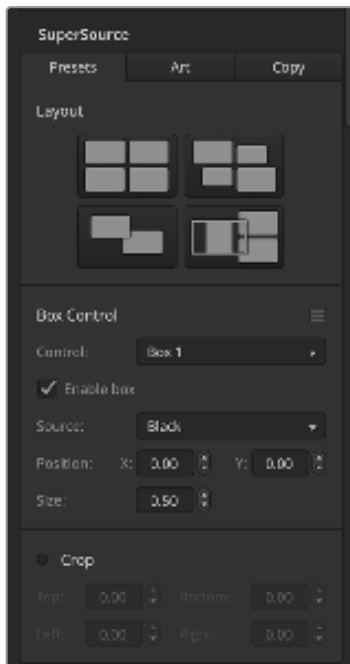 SuperSource
Presets Art Copy
Layout
Box Control
Control: Box 1
Enable box
Source: Black
Position: X: 0.00 Y: 0.00
Size: 0.50
Crop
Top: 0.00 Bottom: 0.00
Left: 0.00 Right: 0.00